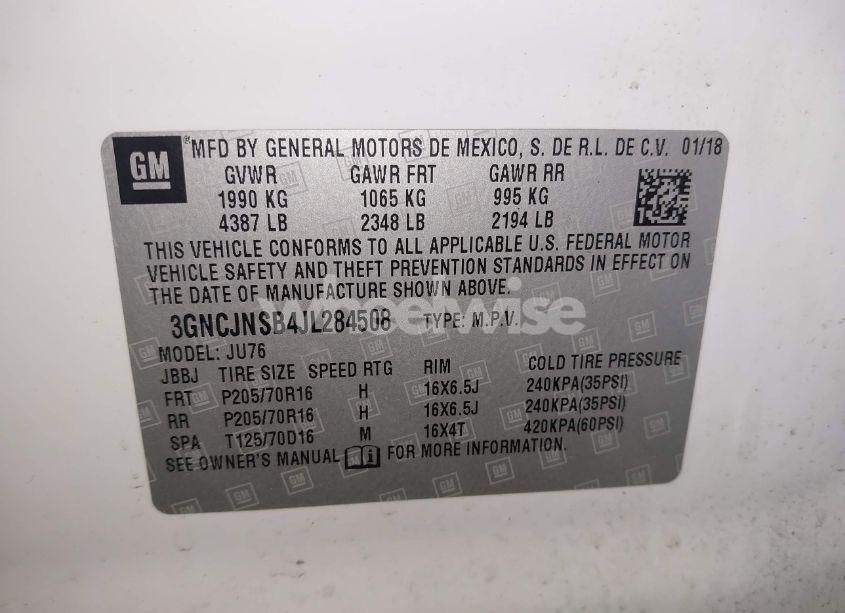 GM MFD BY GENERAL MOTORS DE MEXICO, S. DE R.L. DE C.V. 01/18
GVWR GAWR FRT GAWR RR
1990 KG 1065 KG 995 KG
4387 LB 2348 LB 2194 LB
THIS VEHICLE CONFORMS TO ALL APPLICABLE U.S. FEDERAL MOTOR
VEHICLE SAFETY AND THEFT PREVENTION STANDARDS IN EFFECT ON
THE DATE OF MANUFACTURE SHOWN ABOVE.
wheelwise
3GNCJNSB4JL284508 TYPE: M.P.V.
MODEL: JU76
JBBJ TIRE SIZE SPEED RTG RIM COLD TIRE PRESSURE
FRT P205/70R16 H 16X6.5J 240KPA(35PSI)
RR P205/70R16 H 16X6.5J 240KPA(35PSI)
SPA T125/70D16 M 16X4T 420KPA(60PSI)
SEE OWNER'S MANUAL i FOR MORE INFORMATION.